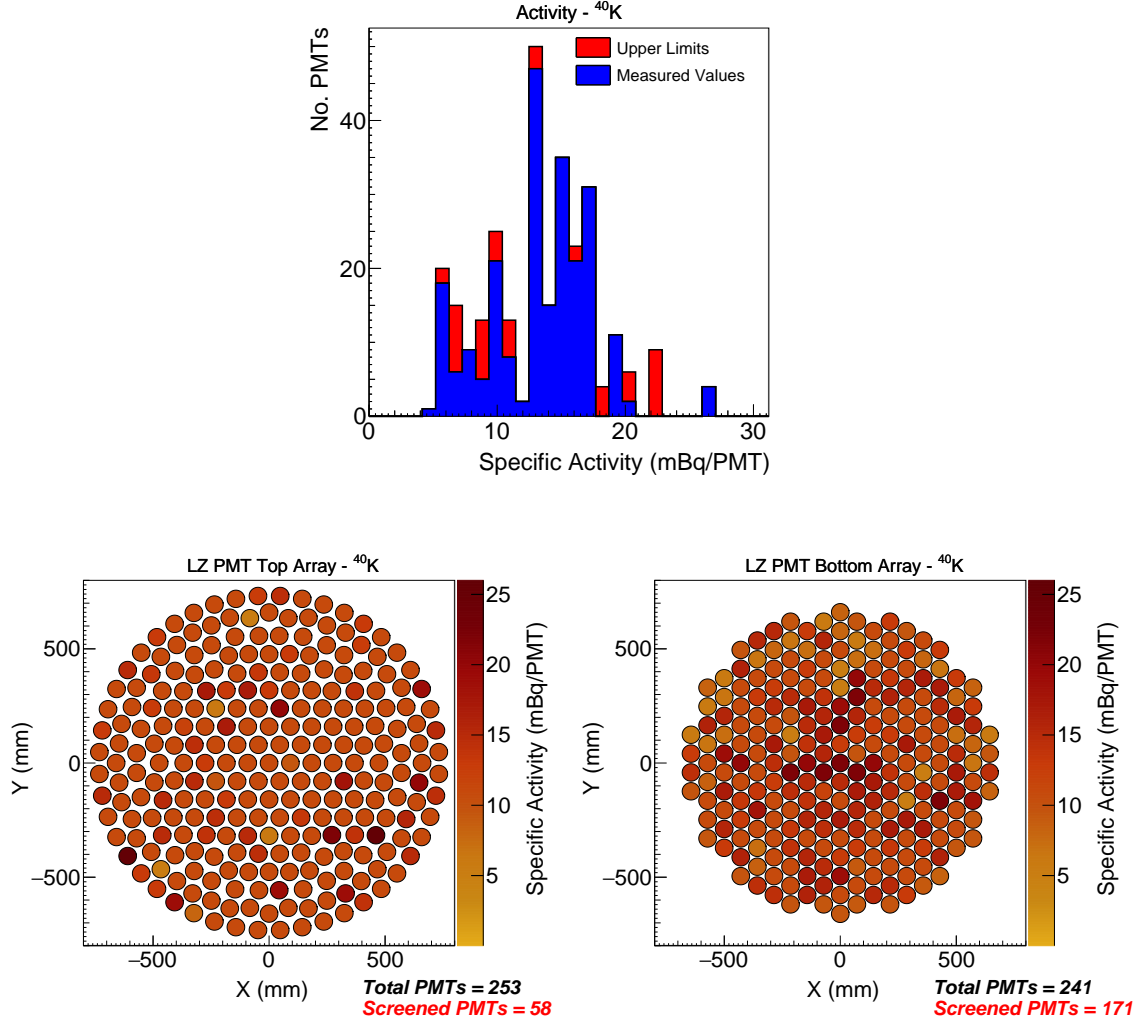 Activity - ⁴⁰K
No. PMTs
Upper Limits
Measured Values
40
20
0
0 10 20 30
Specific Activity (mBq/PMT)
LZ PMT Top Array - ⁴⁰K
Y (mm)
500
0
−500
−500 0 500
X (mm)
25
20
15
10
5
Specific Activity (mBq/PMT)
Total PMTs = 253
Screened PMTs = 58
LZ PMT Bottom Array - ⁴⁰K
Y (mm)
500
0
−500
−500 0 500
X (mm)
25
20
15
10
5
Specific Activity (mBq/PMT)
Total PMTs = 241
Screened PMTs = 171